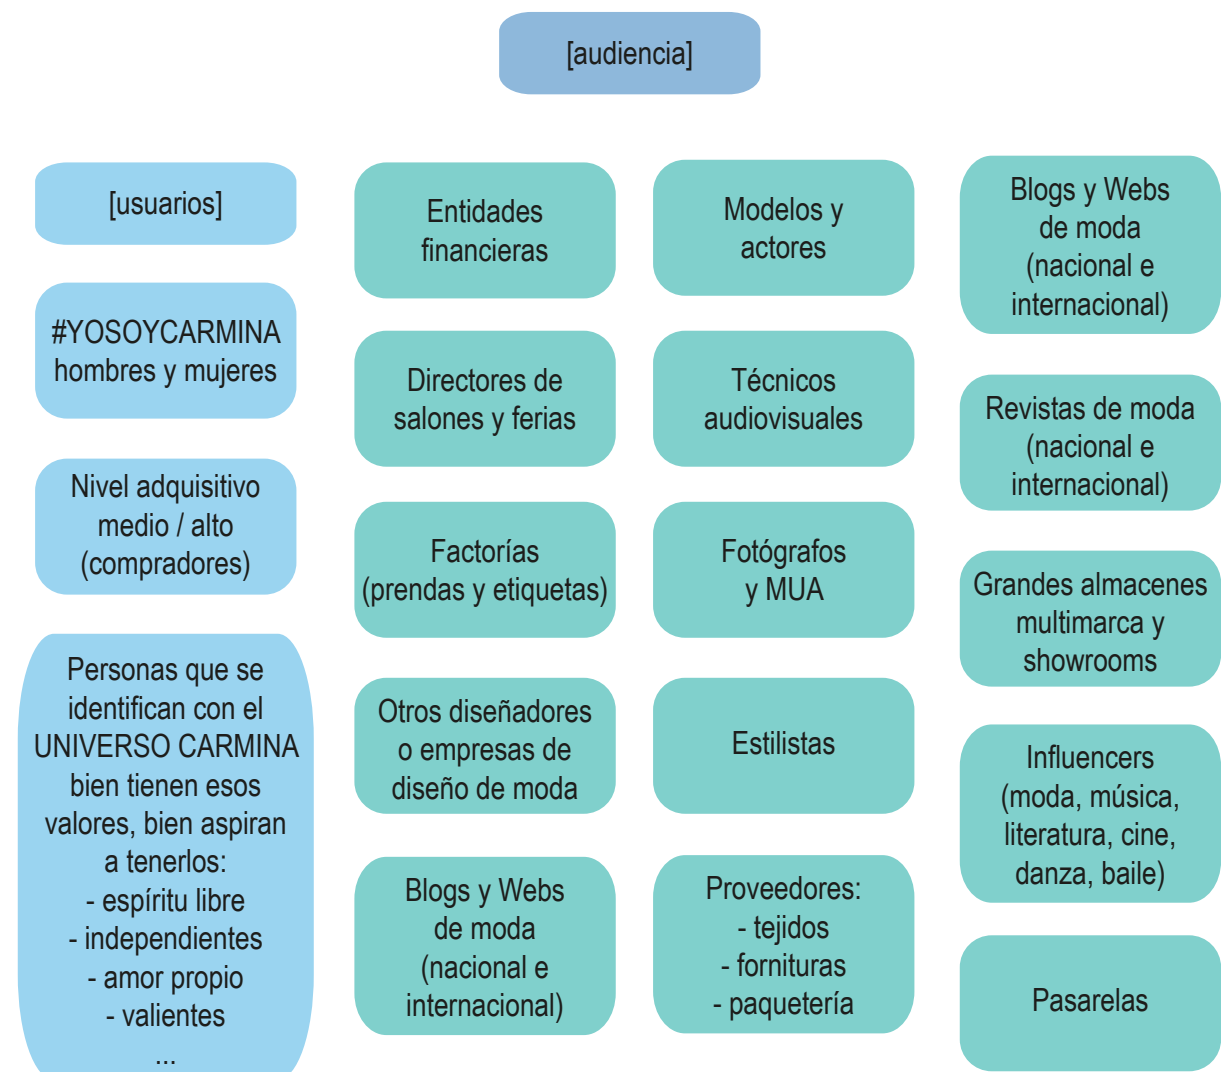 [audiencia]
[usuarios]
#YOSOYCARMINA
hombres y mujeres
Nivel adquisitivo
medio / alto
(compradores)
Personas que se
identifican con el
UNIVERSO CARMINA
bien tienen esos
valores, bien aspiran
a tenerlos:
- espíritu libre
- independientes
- amor propio
- valientes
...
Entidades
financieras
Directores de
salones y ferias
Factorías
(prendas y etiquetas)
Otros diseñadores
o empresas de
diseño de moda
Blogs y Webs
de moda
(nacional e
internacional)
Modelos y
actores
Técnicos
audiovisuales
Fotógrafos
y MUA
Estilistas
Proveedores:
- tejidos
- fornituras
- paquetería
Blogs y Webs
de moda
(nacional e
internacional)
Revistas de moda
(nacional e
internacional)
Grandes almacenes
multimarca y
showrooms
Influencers
(moda, música,
literatura, cine,
danza, baile)
Pasarelas